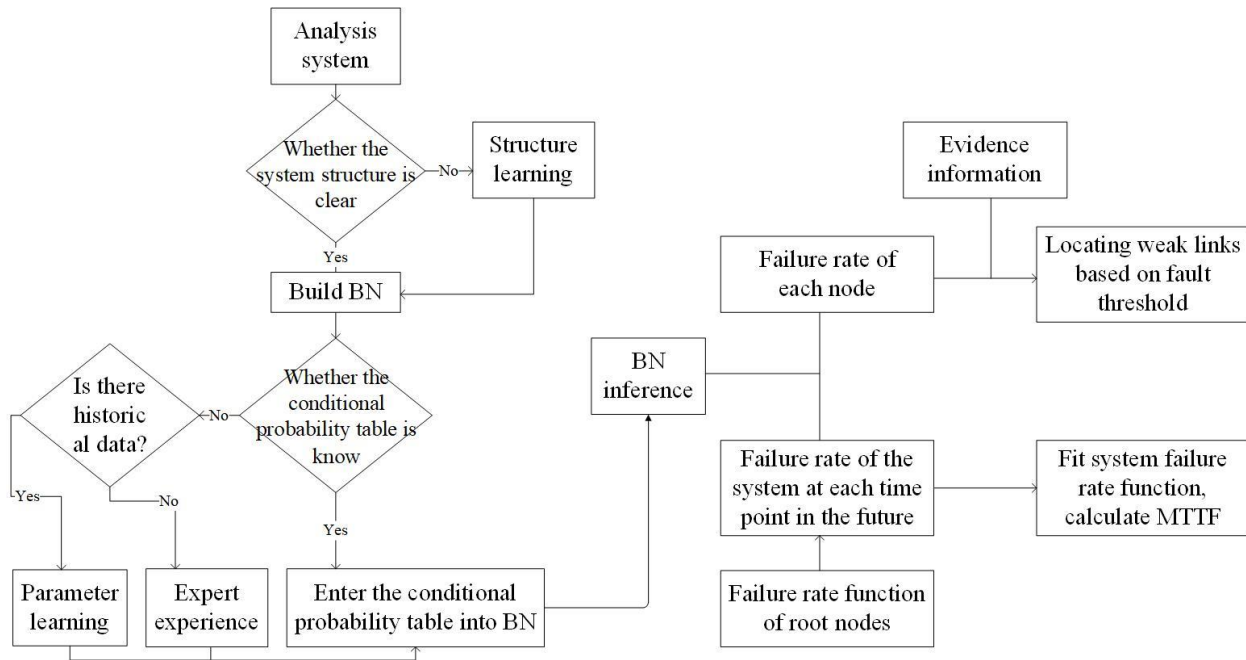 Analysis
system
Whether the
system structure is
clear
No
Structure
learning
Yes
Build BN
Whether the
conditional
probability table is
know
No
Is there
historic
al data?
Yes
No
Yes
Parameter
learning
Expert
experience
Enter the conditional
probability table into BN
BN
inference
Evidence
information
Failure rate of
each node
Locating weak links
based on fault
threshold
Failure rate of the
system at each time
point in the future
Fit system failure
rate function,
calculate MTTF
Failure rate function
of root nodes